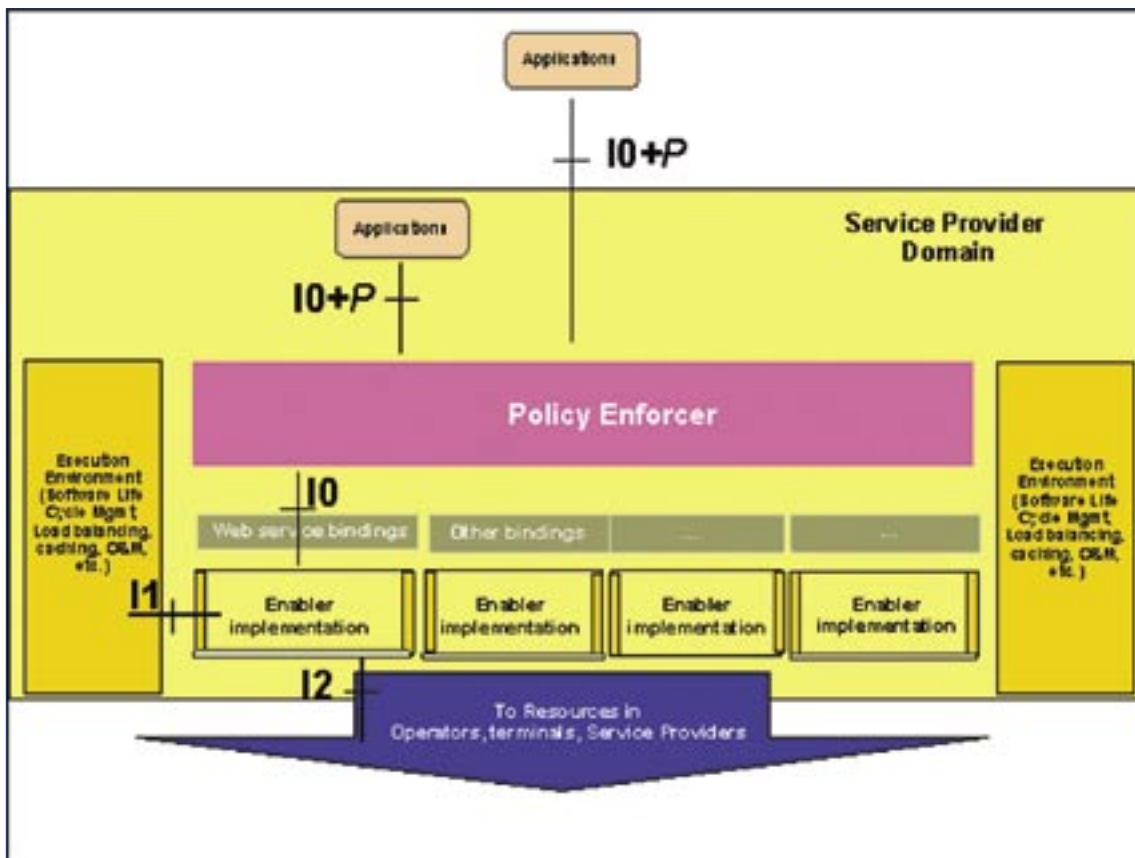 Applications
I0+P
Applications
Service Provider
Domain
I0+P
Policy Enforcer
Execution
Environment
(Software Life
Cycle Mgmt,
Load balancing,
caching, O&M,
etc.)
Execution
Environment
(Software Life
Cycle Mgmt,
Load balancing,
caching, O&M,
etc.)
I0
Web service bindings
Other bindings
...
...
I1
Enabler
implementation
Enabler
implementation
Enabler
implementation
Enabler
implementation
I2
To Resources in
Operators,terminals, Service Providers